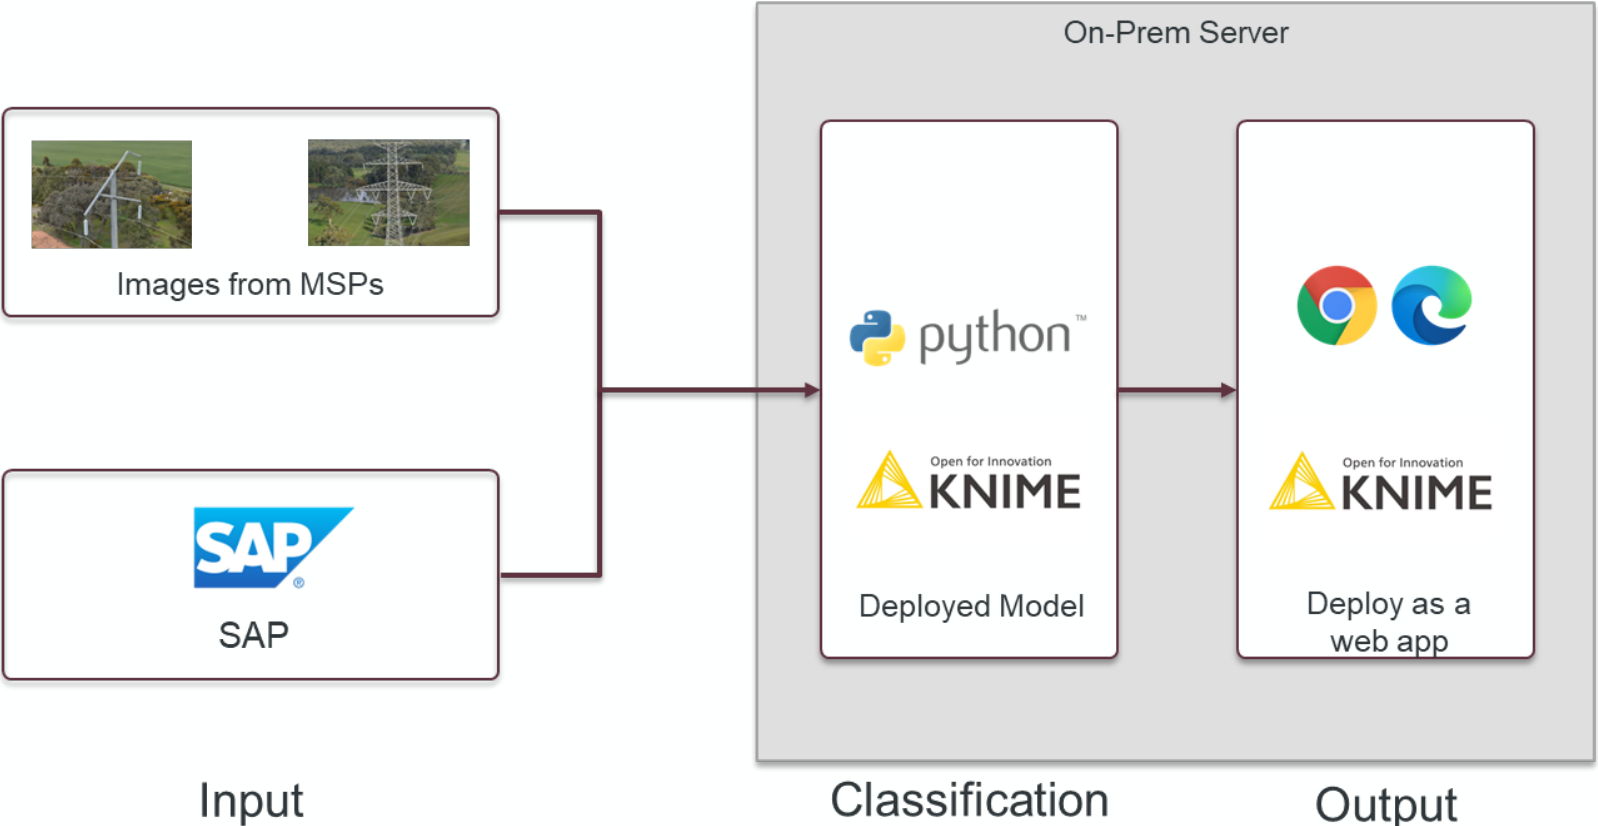 On-Prem Server
Images from MSPs
SAP®
SAP
python™
Open for Innovation
KNIME
Deployed Model
Open for Innovation
KNIME
Deploy as a
web app
Input
Classification
Output